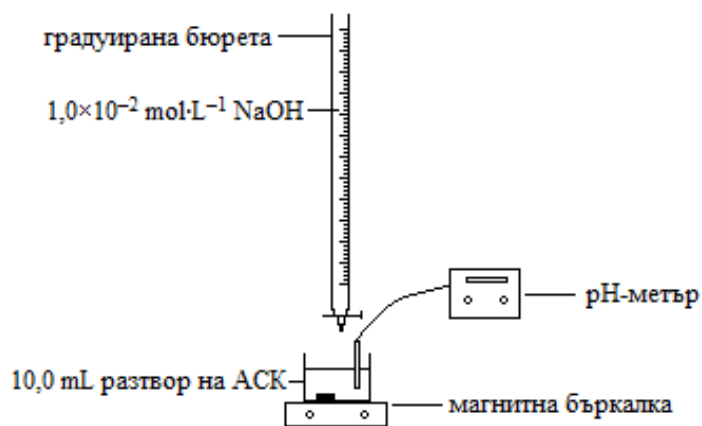 градуирана бюрета
1,0×10⁻² mol·L⁻¹ NaOH
pH-метър
10,0 mL разтвор на АСК
магнитна бъркалка